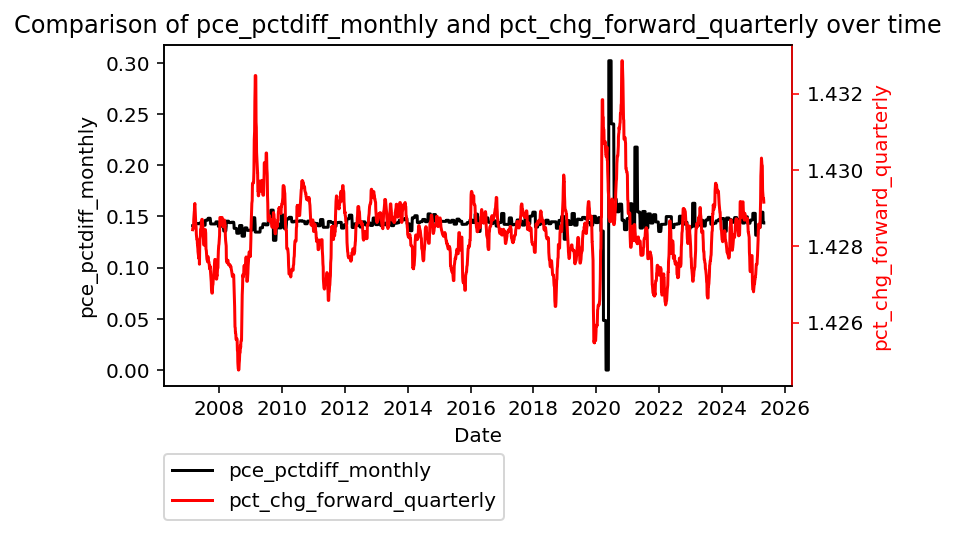 Comparison of pce_pctdiff_monthly and pct_chg_forward_quarterly over time
0.30
0.25
0.20
0.15
0.10
0.05
0.00
pce_pctdiff_monthly
1.432
1.430
1.428
1.426
pct_chg_forward_quarterly
2008 2010 2012 2014 2016 2018 2020 2022 2024 2026
Date
pce_pctdiff_monthly
pct_chg_forward_quarterly